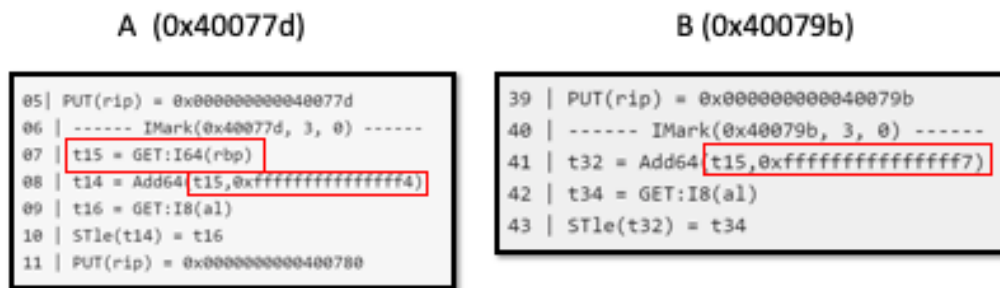 A (0x40077d)
05| PUT(rip) = 0x000000000040077d
06 | ------ IMark(0x40077d, 3, 0) ------
07 | t15 = GET:I64(rbp)
08 | t14 = Add64(t15,0xfffffffffffffff4)
09 | t16 = GET:I8(al)
10 | STle(t14) = t16
11 | PUT(rip) = 0x0000000000400780
B (0x40079b)
39 | PUT(rip) = 0x000000000040079b
40 | ------ IMark(0x40079b, 3, 0) ------
41 | t32 = Add64(t15,0xfffffffffffffff7)
42 | t34 = GET:I8(al)
43 | STle(t32) = t34